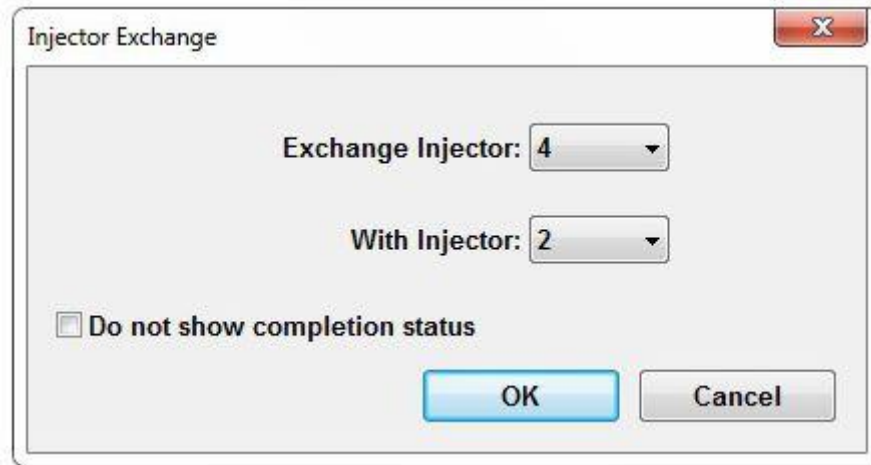 Injector Exchange
Exchange Injector: 4
With Injector: 2
Do not show completion status
OK Cancel